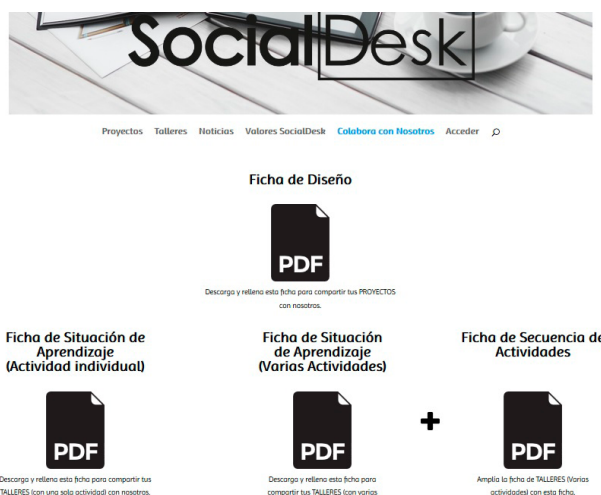 SocialDesk
Proyectos Talleres Noticias Valores SocialDesk Colabora con Nosotros Acceder
Ficha de Diseño
PDF
Descarga y rellena esta ficha para compartir tus PROYECTOS
con nosotros.
Ficha de Situación de
Aprendizaje
(Actividad individual)
PDF
Descarga y rellena esta ficha para compartir tus
TALLERES (con una sola actividad) con nosotros.
Ficha de Situación
de Aprendizaje
(Varias Actividades)
PDF
Descarga y rellena esta ficha para
compartir tus TALLERES (con varias
Ficha de Secuencia de
Actividades
PDF
Amplía la ficha de TALLERES (Varias
actividades) con esta ficha.